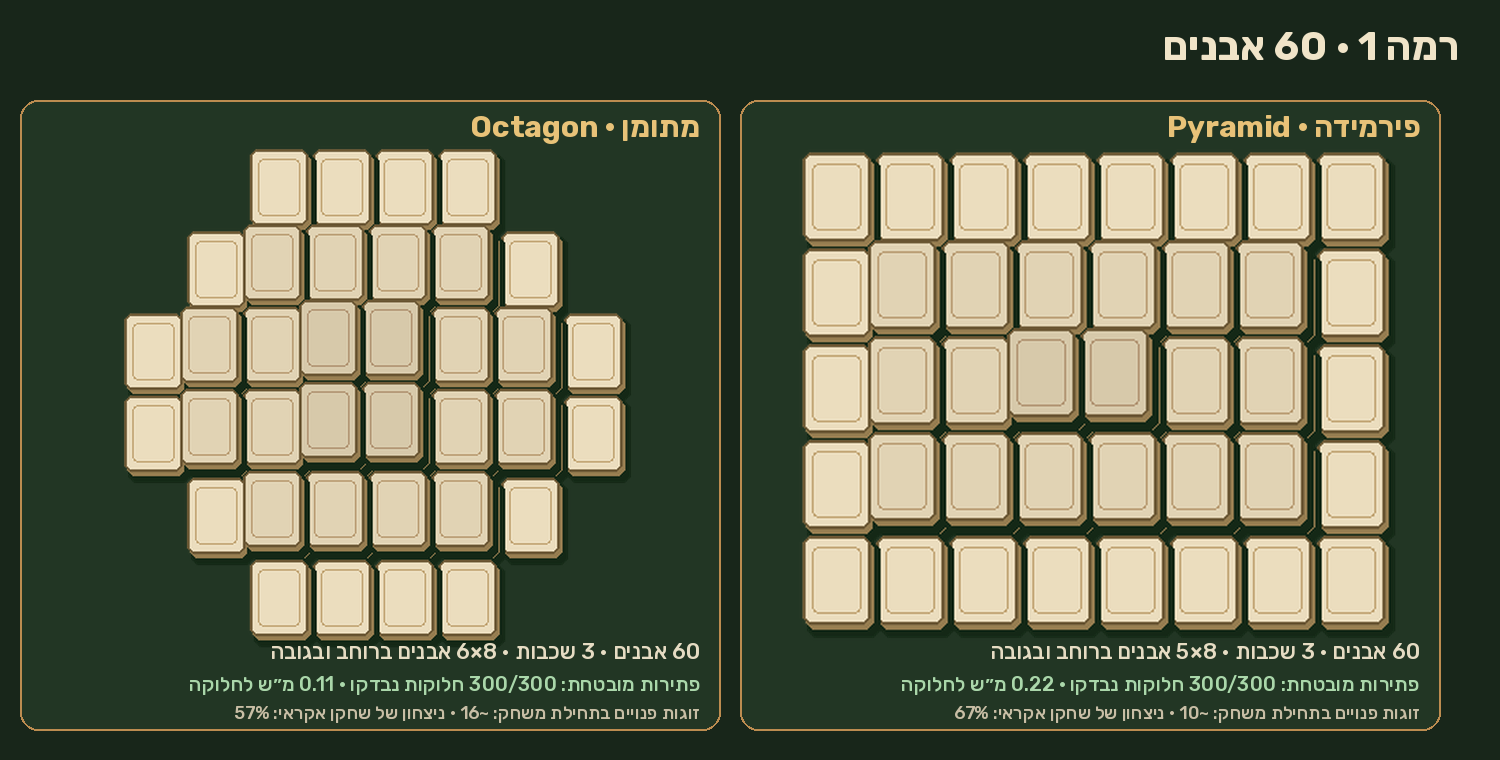 רמה 1 • 60 אבנים
פירמידה • Pyramid
60 אבנים • 3 שכבות • 5×8 אבנים ברוחב ובגובה
פתירות מובטחת: 300/300 חלוקות נבדקו • 0.22 מ״ש לחלוקה
זוגות פנויים בתחילת משחק: ~10 • ניצחון של שחקן אקראי: 67%
מתומן • Octagon
60 אבנים • 3 שכבות • 6×8 אבנים ברוחב ובגובה
פתירות מובטחת: 300/300 חלוקות נבדקו • 0.11 מ״ש לחלוקה
זוגות פנויים בתחילת משחק: ~16 • ניצחון של שחקן אקראי: 57%